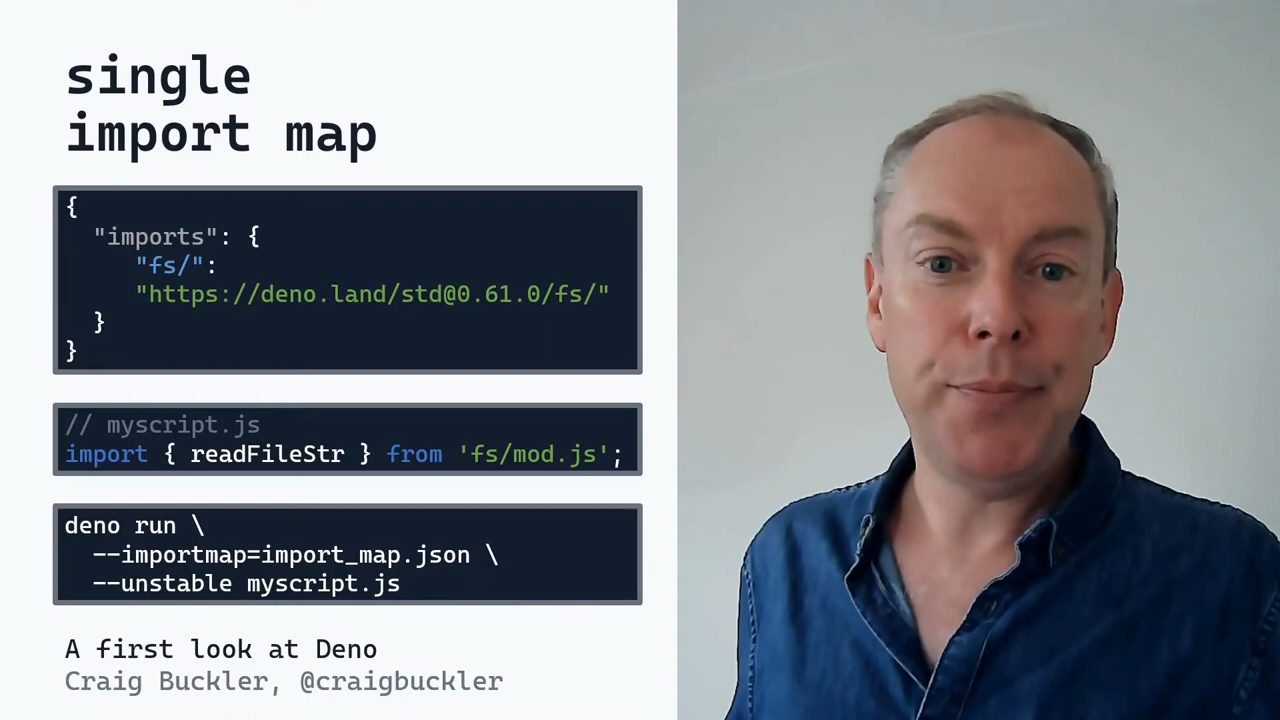 single
import map
{
"imports": {
"fs/":
"https://deno.land/std@0.61.0/fs/"
}
}
// myscript.js
import { readFileStr } from 'fs/mod.js';
deno run \
--importmap=import_map.json \
--unstable myscript.js
A first look at Deno
Craig Buckler, @craigbuckler